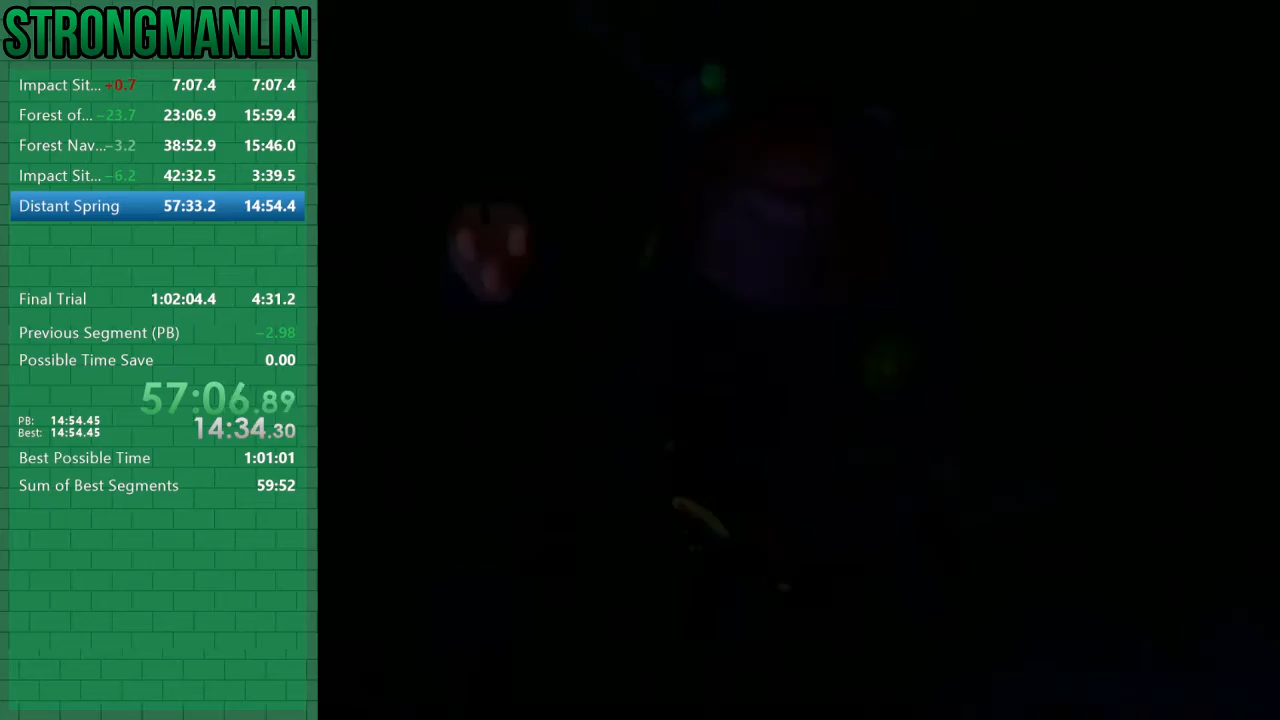 STRONGMANLIN
Impact Sit... +0.7 7:07.4 7:07.4
Forest of... −23.7 23:06.9 15:59.4
Forest Nav... −3.2 38:52.9 15:46.0
Impact Sit... −6.2 42:32.5 3:39.5
Distant Spring 57:33.2 14:54.4
Final Trial 1:02:04.4 4:31.2
Previous Segment (PB) −2.98
Possible Time Save 0.00
57:06.89
PB: 14:54.45
Best: 14:54.45
14:34.30
Best Possible Time 1:01:01
Sum of Best Segments 59:52